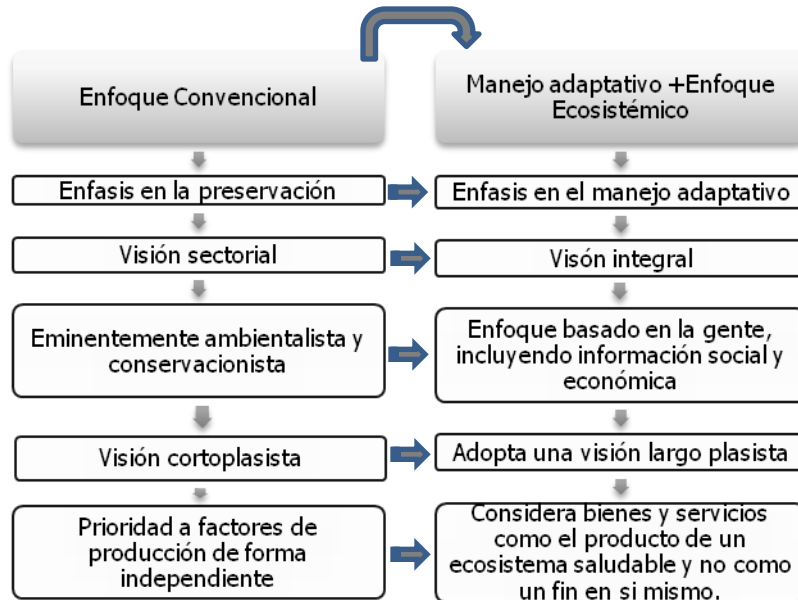 Enfoque Convencional
Manejo adaptativo +Enfoque
Ecosistémico
Enfasis en la preservación
Enfasis en el manejo adaptativo
Visión sectorial
Visón integral
Eminentemente ambientalista y
conservacionista
Enfoque basado en la gente,
incluyendo información social y
económica
Visión cortoplasista
Adopta una visión largo plasista
Prioridad a factores de
producción de forma
independiente
Considera bienes y servicios
como el producto de un
ecosistema saludable y no como
un fin en si mismo.